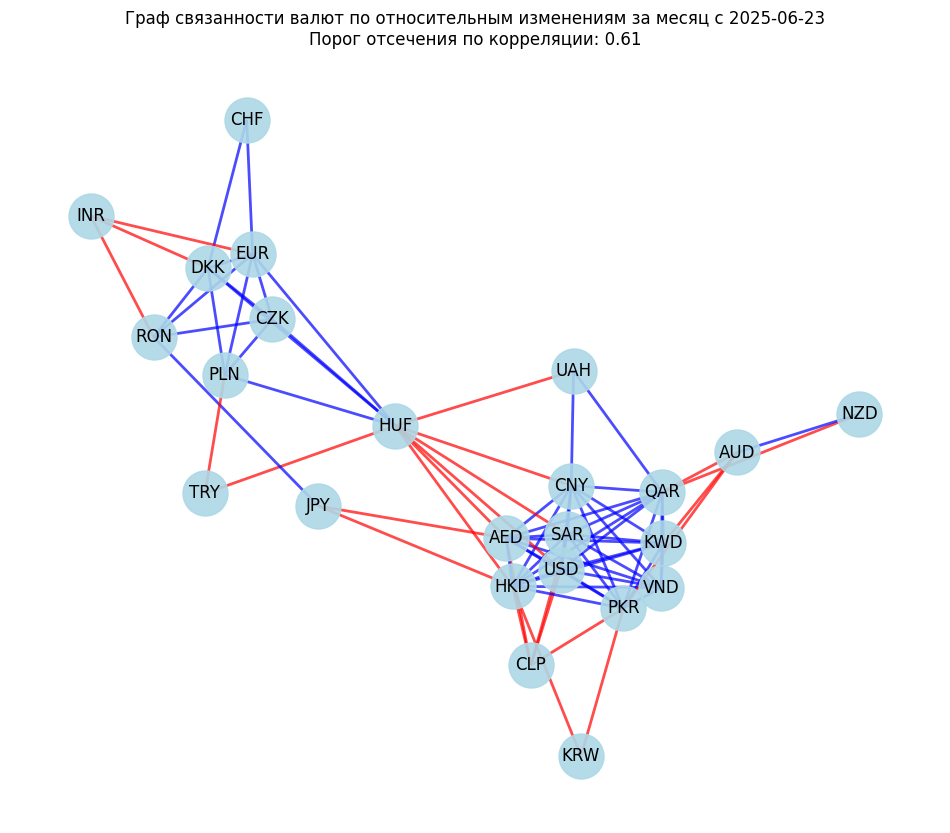 Граф связанности валют по относительным изменениям за месяц с 2025-06-23
Порог отсечения по корреляции: 0.61
CHF
INR
EUR
DKK
CZK
RON
UAH
PLN
NZD
HUF
AUD
CNY
QAR
TRY
JPY
SAR
AED
KWD
USD
HKD
VND
PKR
CLP
KRW